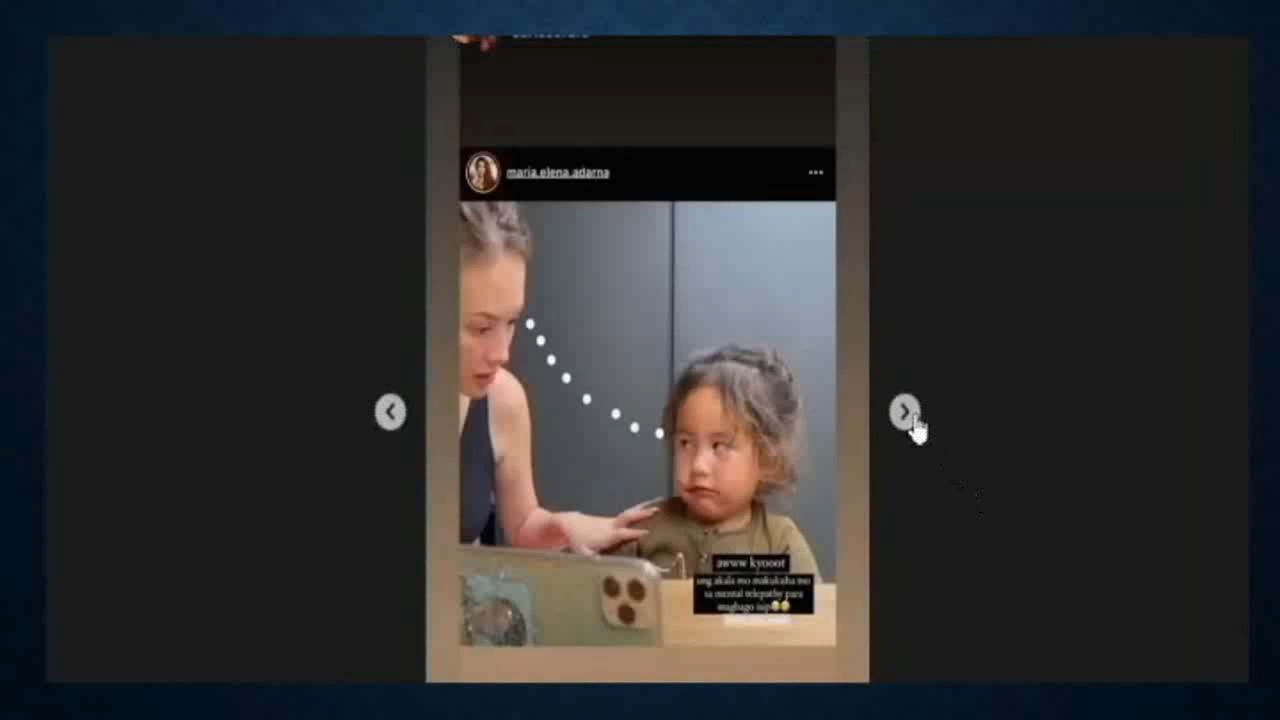 maria.elena.adarna
awww kyooot
ung akala mo makukuha mo
sa mental telepathy para
magbago isip😂😂